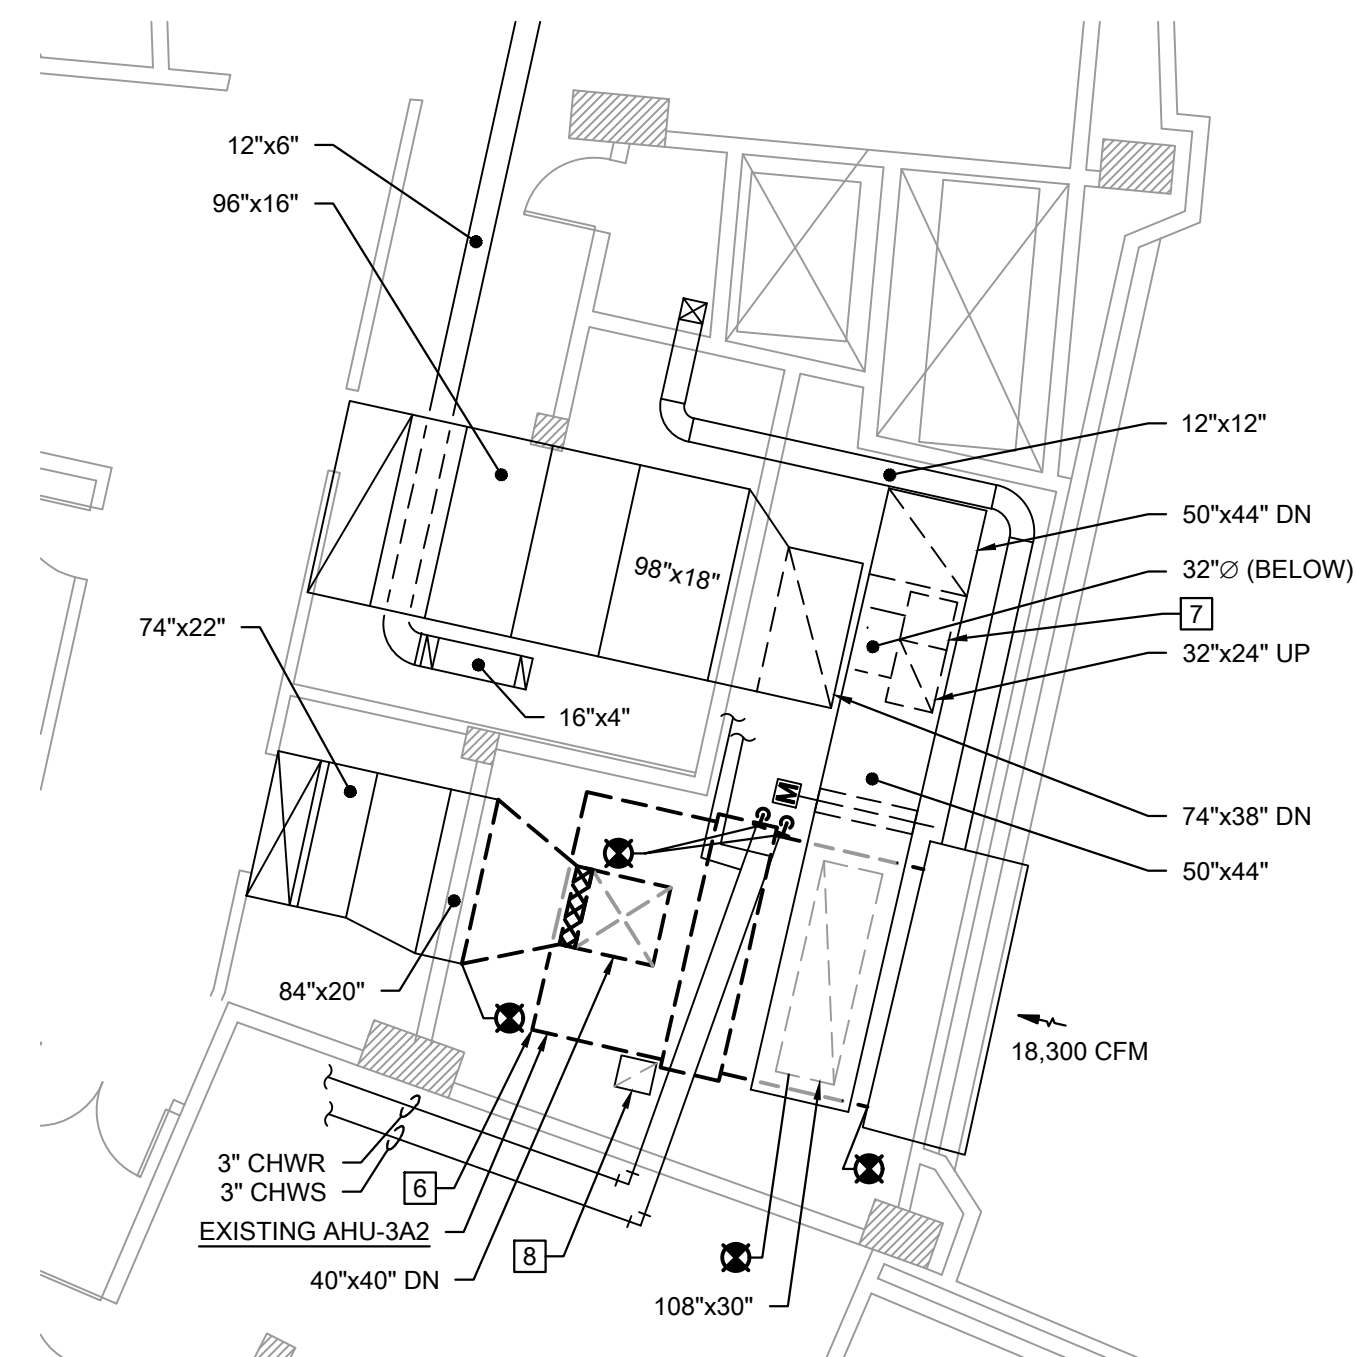 12"x6"
96"x16"
12"x12"
50"x44" DN
32"∅ (BELOW)
98"x18"
7
74"x22"
32"x24" UP
16"x4"
M
74"x38" DN
50"x44"
84"x20"
18,300 CFM
3" CHWR
3" CHWS
6
EXISTING AHU-3A2
8
40"x40" DN
108"x30"